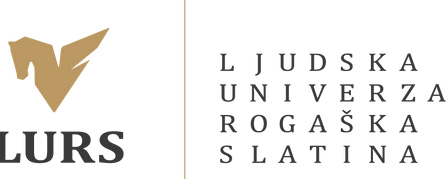 LURS
LJUDSKA
UNIVERZA
ROGAŠKA
SLATINA